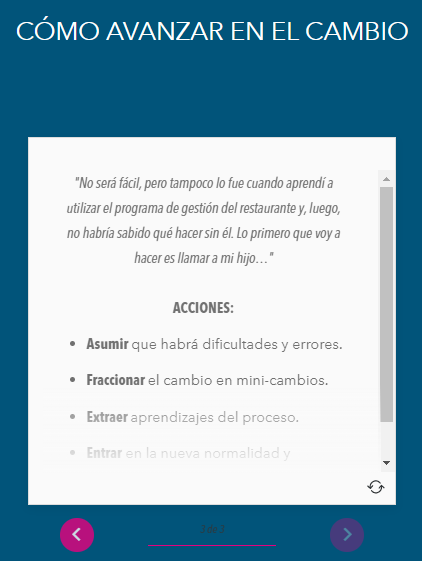 CÓMO AVANZAR EN EL CAMBIO
"No será fácil, pero tampoco lo fue cuando aprendí a
utilizar el programa de gestión del restaurante y, luego,
no habría sabido qué hacer sin él. Lo primero que voy a
hacer es llamar a mi hijo…"
ACCIONES:
• Asumir que habrá dificultades y errores.
• Fraccionar el cambio en mini-cambios.
• Extraer aprendizajes del proceso.
• Entrar en la nueva normalidad y